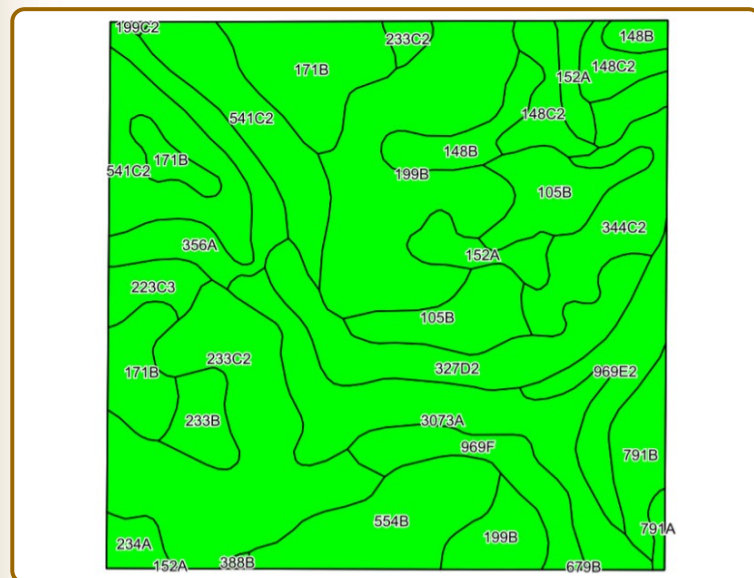 199C2
233C2
148B
171B
148C2
152A
541C2
148C2
148B
171B
541C2
199B
105B
344C2
356A
152A
223C3
105B
233C2
327D2
171B
969E2
233B
3073A
969F
791B
554B
791A
199B
234A
388B
152A
679B